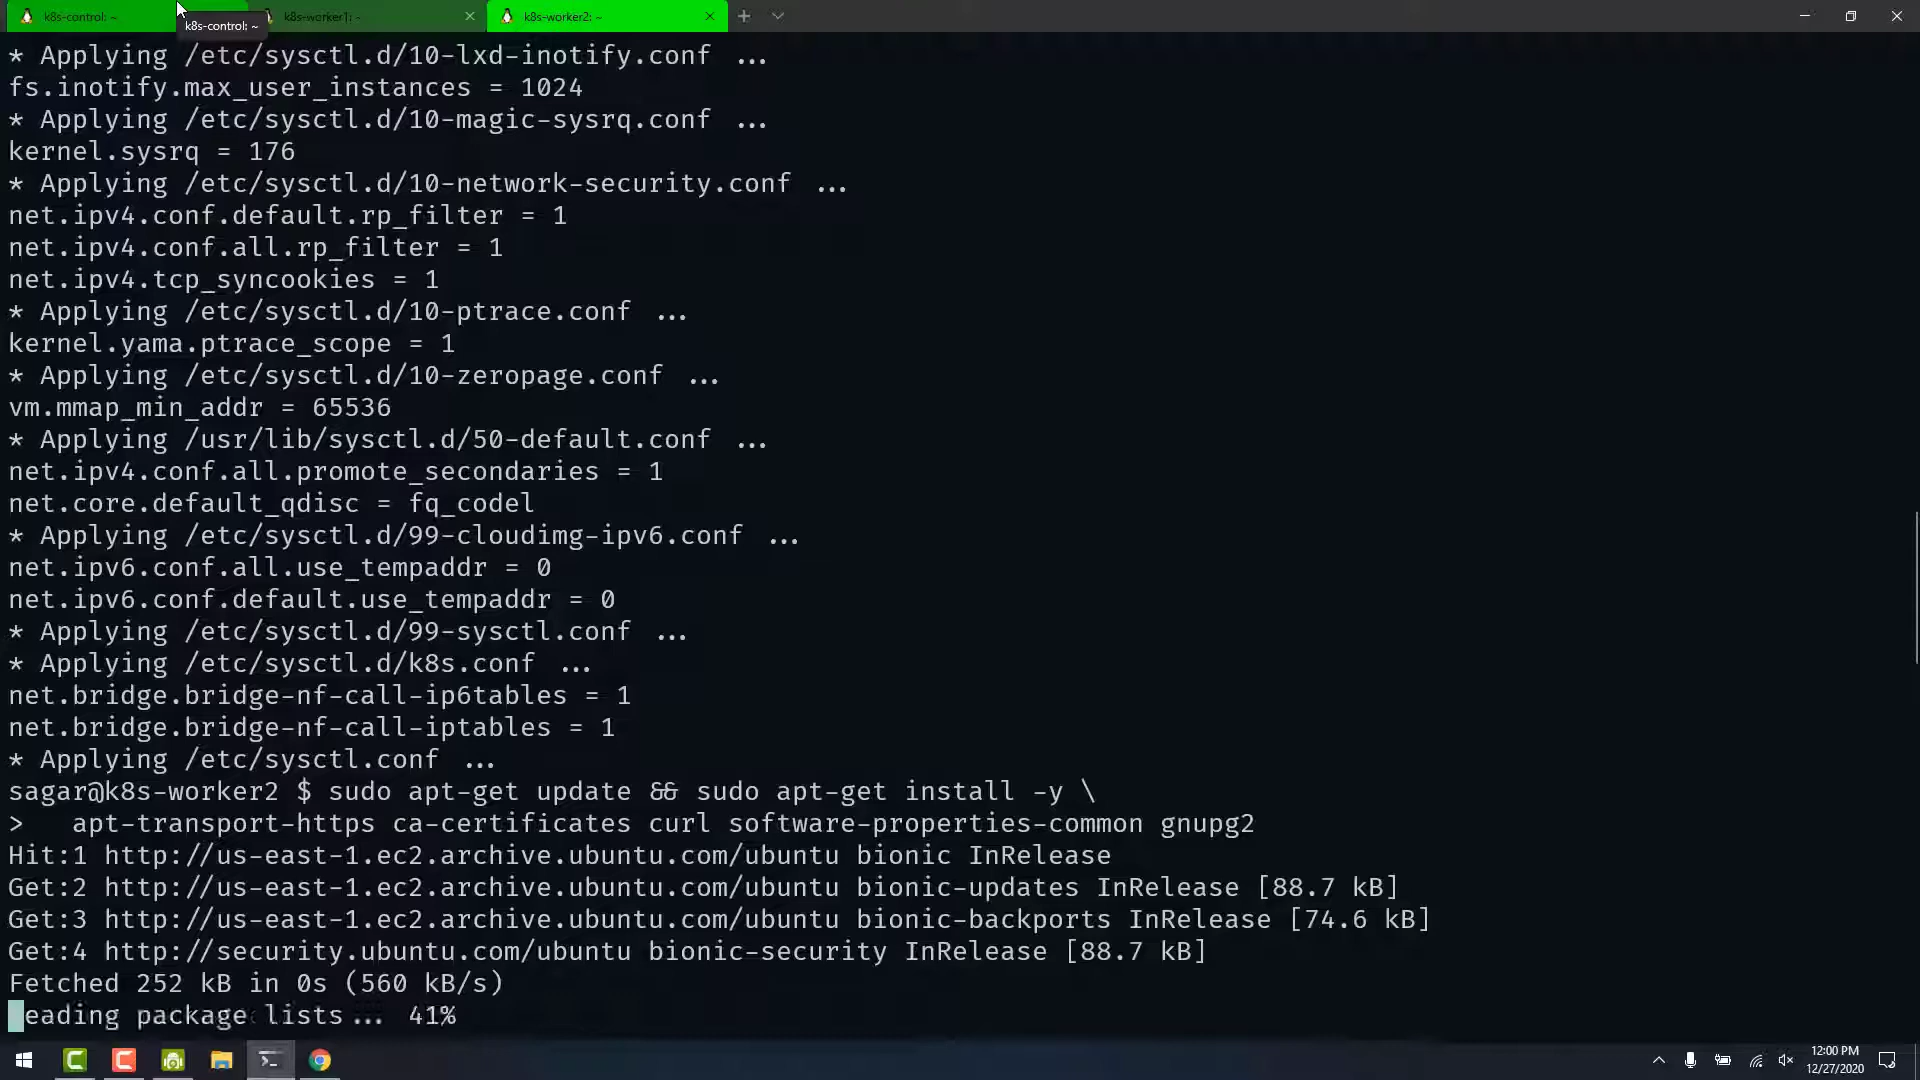 k8s-control: ~
k8s-worker1: ~
k8s-worker2: ~
k8s-control: ~
* Applying /etc/sysctl.d/10-lxd-inotify.conf ...
fs.inotify.max_user_instances = 1024
* Applying /etc/sysctl.d/10-magic-sysrq.conf ...
kernel.sysrq = 176
* Applying /etc/sysctl.d/10-network-security.conf ...
net.ipv4.conf.default.rp_filter = 1
net.ipv4.conf.all.rp_filter = 1
net.ipv4.tcp_syncookies = 1
* Applying /etc/sysctl.d/10-ptrace.conf ...
kernel.yama.ptrace_scope = 1
* Applying /etc/sysctl.d/10-zeropage.conf ...
vm.mmap_min_addr = 65536
* Applying /usr/lib/sysctl.d/50-default.conf ...
net.ipv4.conf.all.promote_secondaries = 1
net.core.default_qdisc = fq_codel
* Applying /etc/sysctl.d/99-cloudimg-ipv6.conf ...
net.ipv6.conf.all.use_tempaddr = 0
net.ipv6.conf.default.use_tempaddr = 0
* Applying /etc/sysctl.d/99-sysctl.conf ...
* Applying /etc/sysctl.d/k8s.conf ...
net.bridge.bridge-nf-call-ip6tables = 1
net.bridge.bridge-nf-call-iptables = 1
* Applying /etc/sysctl.conf ...
sagar@k8s-worker2 $ sudo apt-get update && sudo apt-get install -y \
>   apt-transport-https ca-certificates curl software-properties-common gnupg2
Hit:1 http://us-east-1.ec2.archive.ubuntu.com/ubuntu bionic InRelease
Get:2 http://us-east-1.ec2.archive.ubuntu.com/ubuntu bionic-updates InRelease [88.7 kB]
Get:3 http://us-east-1.ec2.archive.ubuntu.com/ubuntu bionic-backports InRelease [74.6 kB]
Get:4 http://security.ubuntu.com/ubuntu bionic-security InRelease [88.7 kB]
Fetched 252 kB in 0s (560 kB/s)
eading package lists... 41%
12:00 PM
12/27/2020